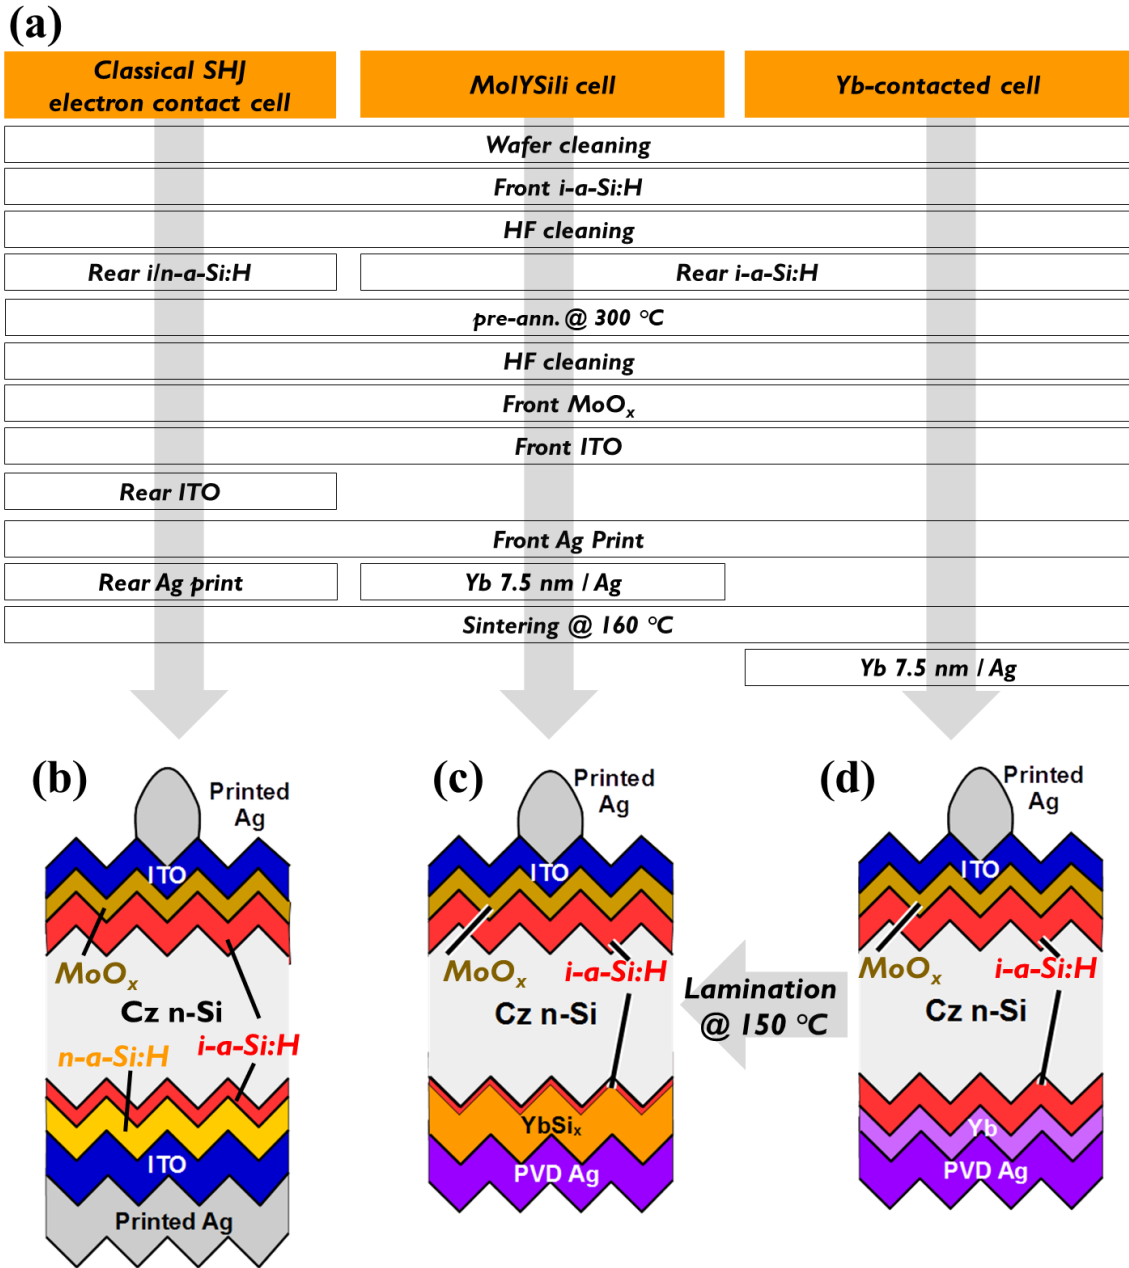 (a)
Classical SHJ
electron contact cell
MolYSili cell
Yb-contacted cell
Wafer cleaning
Front i-a-Si:H
HF cleaning
Rear i/n-a-Si:H
Rear i-a-Si:H
pre-ann. @ 300 °C
HF cleaning
Front MoOₓ
Front ITO
Rear ITO
Front Ag Print
Rear Ag print
Yb 7.5 nm / Ag
Sintering @ 160 °C
Yb 7.5 nm / Ag
(b)
Printed
Ag
ITO
MoOₓ
Cz n-Si
n-a-Si:H
i-a-Si:H
ITO
Printed Ag
(c)
Printed
Ag
ITO
MoOₓ
i-a-Si:H
Cz n-Si
YbSiₓ
PVD Ag
Lamination
@ 150 °C
(d)
Printed
Ag
ITO
MoOₓ
i-a-Si:H
Cz n-Si
Yb
PVD Ag